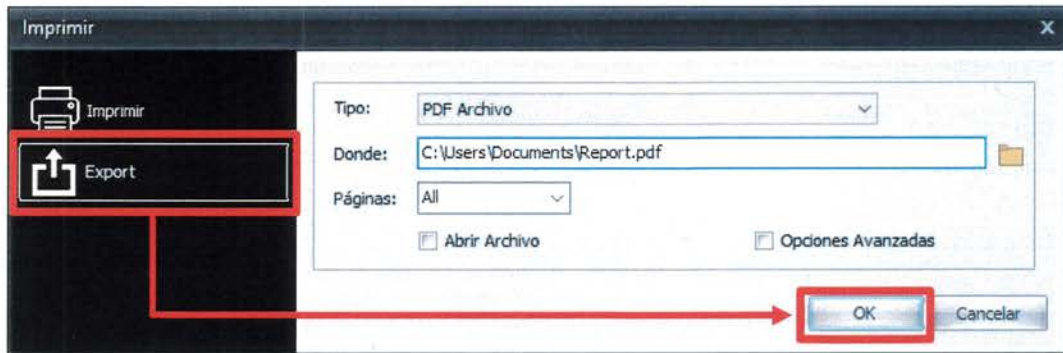 Imprimir
X
Imprimir
Export
Tipo: PDF Archivo
Donde: C:\Users\Documents\Report.pdf
Páginas: All
Abrir Archivo Opciones Avanzadas
OK Cancelar